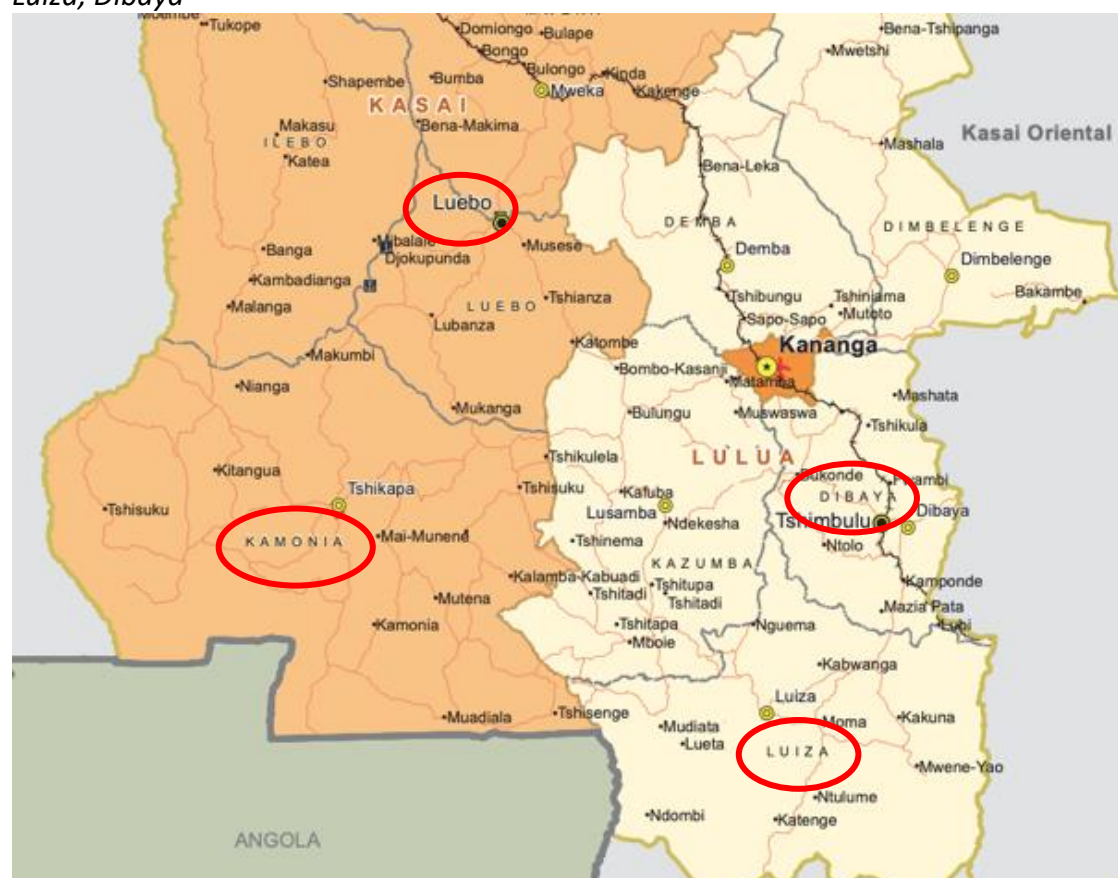 Luiza, Dibaya
Tukope
Domiongo
Bulape
Bena-Tshipanga
Bongo
Mwetshi
Shapembe
Bumba
Bulongo
Kinda
Mweka
Kakenge
KASAI
Makasu
Bena-Makima
ILEBO
Katea
Mashala
Kasai Oriental
Bena-Leka
Luebo
DEMBA
DIMBELENGE
Banga
Mibalaie
Djokupunda
Musese
Demba
Dimbelenge
Kambadianga
Malanga
LUEBO
Tshianza
Tshibungu
Tshiniama
Bakambe
Lubanza
Sapo-Sapo
Mutoto
Katombe
Kananga
Makumbi
Bombo-Kasanji
Matamba
Nianga
Mashata
Mukanga
Bulungu
Muswaswa
Tshikula
LULUA
Kitangua
Tshikulela
Bukonde
Tshikapa
Tshisuku
Kafuba
DIBAYA
Tshisuku
Lusamba
Ndekesha
Tshimbulu
Dibaya
KAMONIA
Mai-Munene
Tshinema
Ntolo
KAZUMBA
Kalamba-Kabuadi
Tshitupa
Kamponde
Tshitadi
Tshitadi
Mutena
Mazia Pata
Kamonia
Tshitapa
Nguema
Lubi
Mboie
Kabwanga
Luiza
Muadiala
Tshisenge
Mudiata
Moma
Kakuna
Lueta
LUIZA
Mwene-Yao
Ntulume
Ndombi
Katenge
ANGOLA